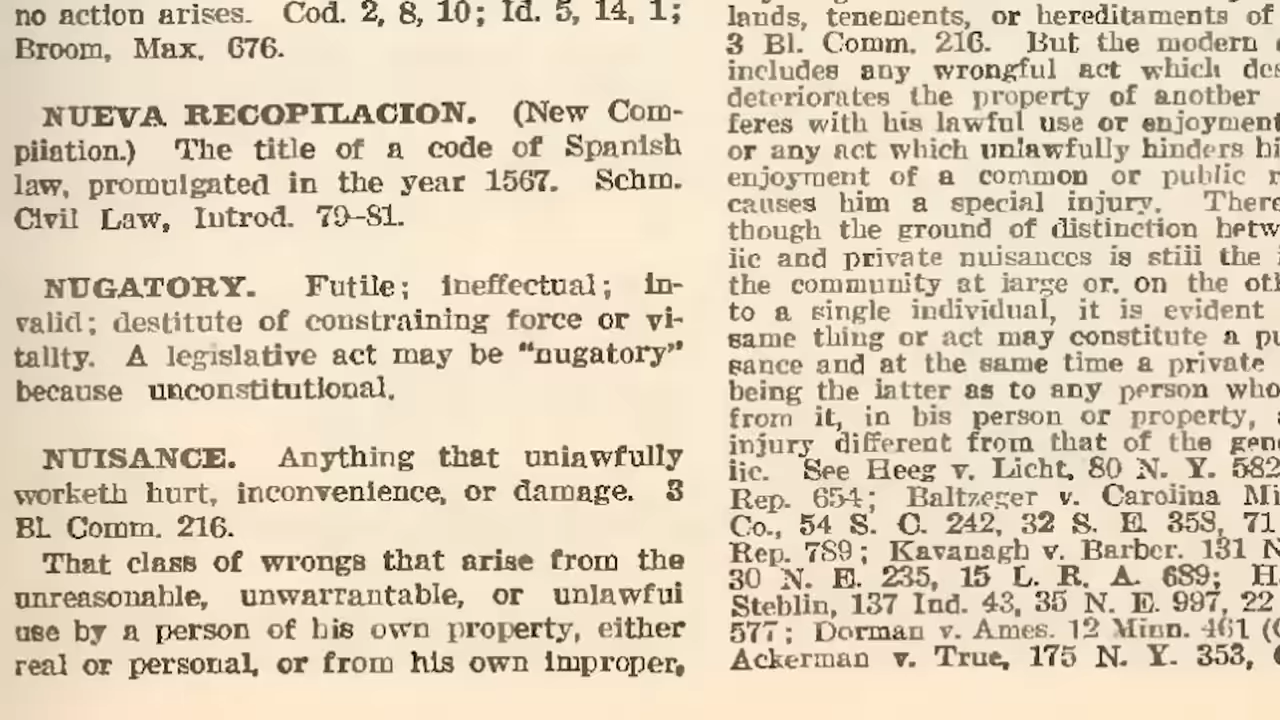 no action arises. Cod. 2, 8, 10; Id. 5, 14, 1;
Broom, Max. 676.
NUEVA RECOPILACION. (New Com-
pilation.) The title of a code of Spanish
law, promulgated in the year 1567. Schm.
Civil Law, Introd. 79-81.
NUGATORY. Futile; ineffectual; in-
valid; destitute of constraining force or vi-
tality. A legislative act may be "nugatory"
because unconstitutional.
NUISANCE. Anything that unlawfully
worketh hurt, inconvenience, or damage. 3
Bl. Comm. 216.
That class of wrongs that arise from the
unreasonable, unwarrantable, or unlawful
use by a person of his own property, either
real or personal, or from his own improper,
lands, tenements, or hereditaments of
3 Bl. Comm. 216. But the modern
includes any wrongful act which des
deteriorates the property of another
feres with his lawful use or enjoyment
or any act which unlawfully hinders hi
enjoyment of a common or public r
causes him a special injury. There
though the ground of distinction betw
lic and private nuisances is still the
the community at large or, on the oth
to a single individual, it is evident
same thing or act may constitute a pu
sance and at the same time a private
being the latter as to any person who
from it, in his person or property,
injury different from that of the gene
lic. See Heeg v. Licht, 80 N. Y. 582
Rep. 654; Baltzeger v. Carolina Mi
Co., 54 S. C. 242, 32 S. E. 358, 71
Rep. 789; Kavanagh v. Barber. 131 N
30 N. E. 235, 15 L. R. A. 689; H
Steblin, 137 Ind. 43, 35 N. E. 997, 22
577; Dorman v. Ames. 12 Minn. 461 (G
Ackerman v. True, 175 N. Y. 353,